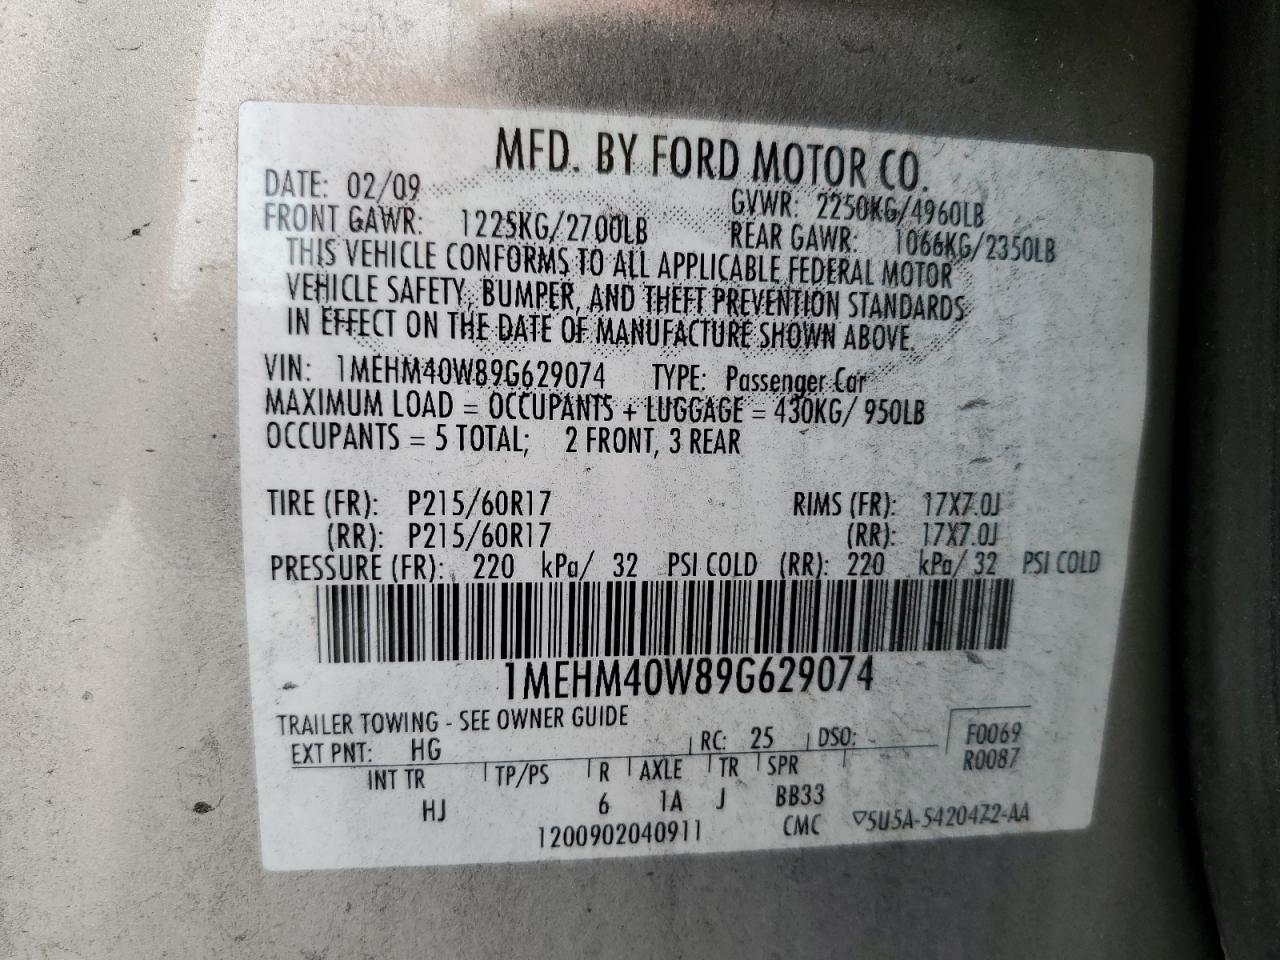 MFD. BY FORD MOTOR CO.
DATE: 02/09 GVWR: 2250KG/4960LB
FRONT GAWR: 1225KG/2700LB REAR GAWR: 1066KG/2350LB
THIS VEHICLE CONFORMS TO ALL APPLICABLE FEDERAL MOTOR
VEHICLE SAFETY, BUMPER, AND THEFT PREVENTION STANDARDS
IN EFFECT ON THE DATE OF MANUFACTURE SHOWN ABOVE.
VIN: 1MEHM40W89G629074 TYPE: Passenger Car
MAXIMUM LOAD = OCCUPANTS + LUGGAGE = 430KG/ 950LB
OCCUPANTS = 5 TOTAL; 2 FRONT, 3 REAR
TIRE (FR): P215/60R17 RIMS (FR): 17X7.0J
(RR): P215/60R17 (RR): 17X7.0J
PRESSURE (FR): 220 kPa/ 32 PSI COLD (RR): 220 kPa/ 32 PSI COLD
1MEHM40W89G629074
TRAILER TOWING - SEE OWNER GUIDE
EXT PNT: HG RC: 25 DSO: F0069
R0087
INT TR TP/PS R AXLE TR SPR
HJ 6 1A J BB33
1200902040911 CMC ▽5U5A-5420472-AA